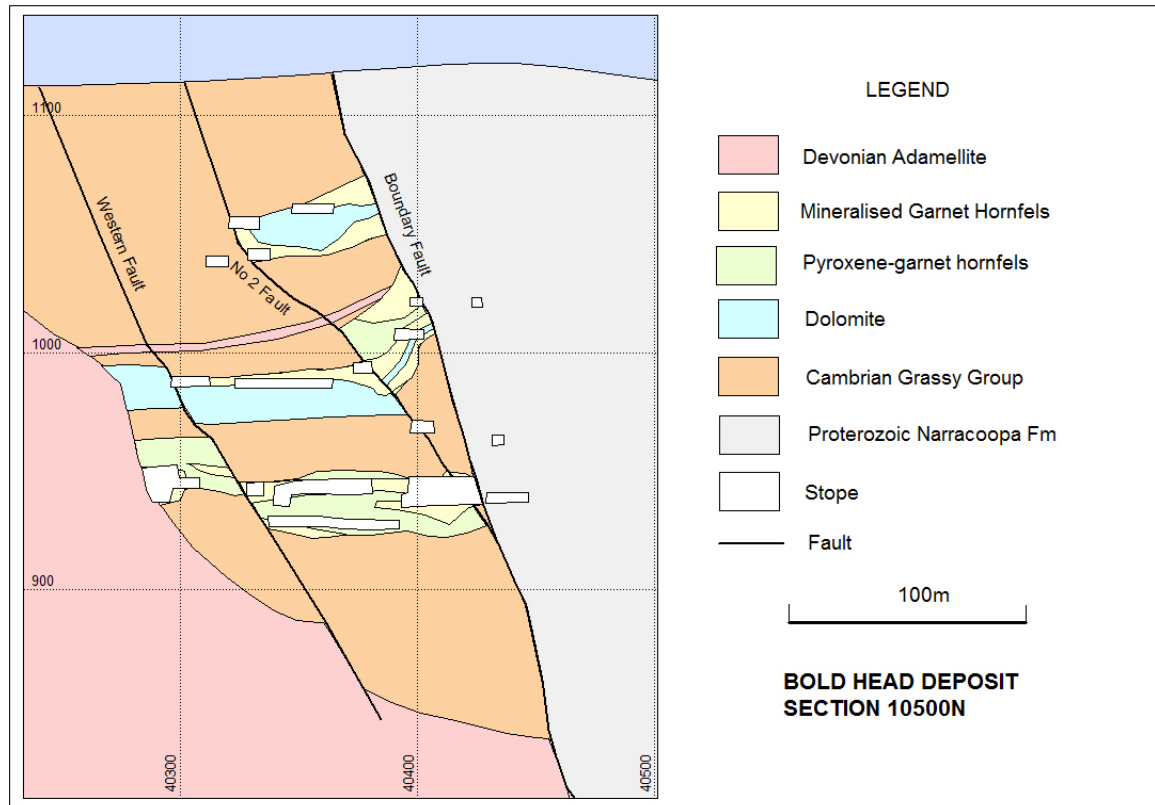 1100
1000
900
40300
40400
40500
Western Fault
No 2 Fault
Boundary Fault
LEGEND
Devonian Adamellite
Mineralised Garnet Hornfels
Pyroxene-garnet hornfels
Dolomite
Cambrian Grassy Group
Proterozoic Narracoopa Fm
Stope
Fault
100m
BOLD HEAD DEPOSIT
SECTION 10500N